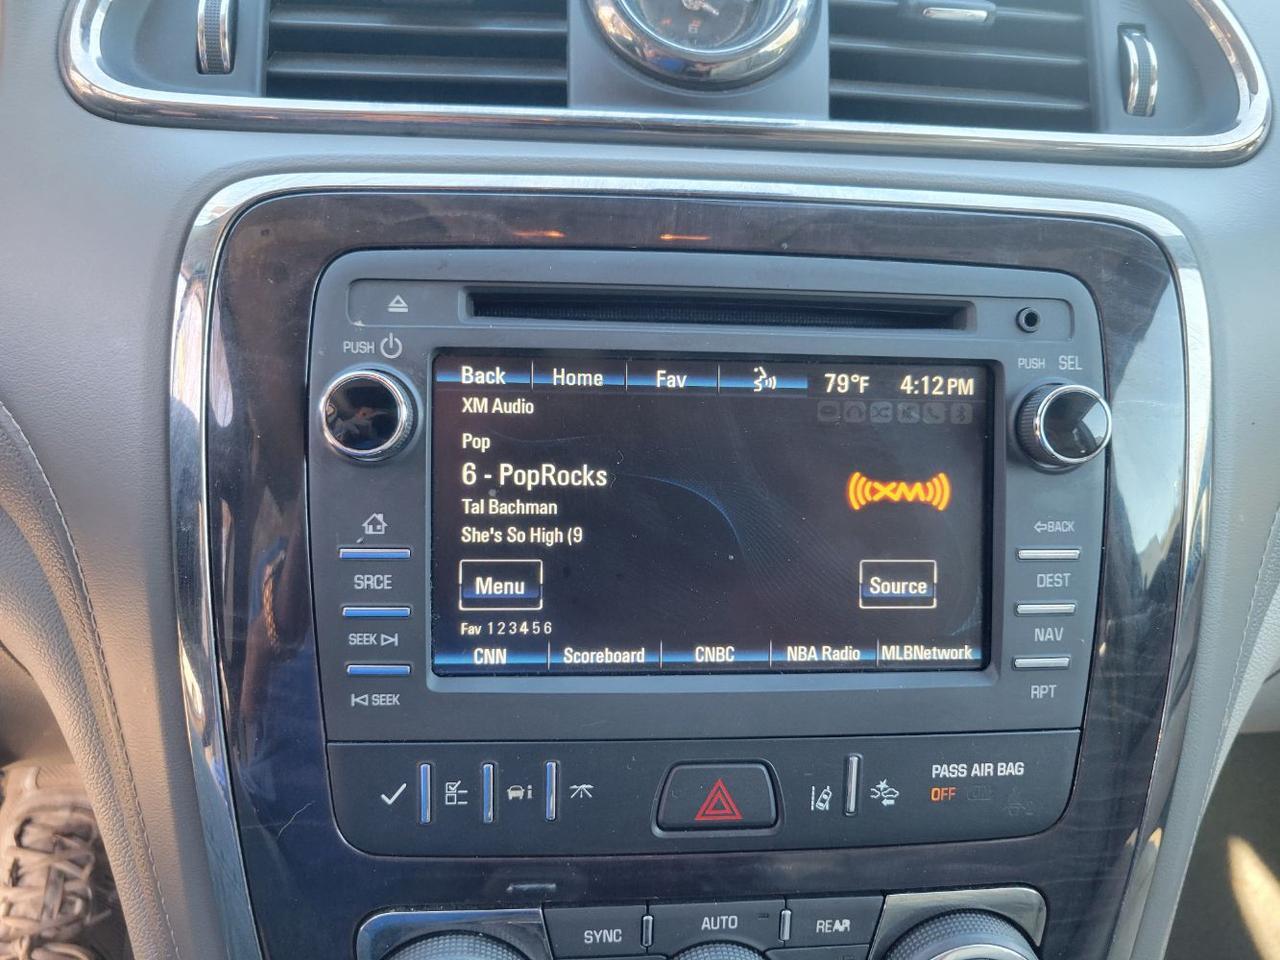 PUSH
PUSH SEL
Back Home Fav 79°F 4:12 PM
XM Audio
Pop
6 - PopRocks
((XM))
Tal Bachman
She's So High (9
Menu Source
Fav 1 2 3 4 5 6
CNN Scoreboard CNBC NBA Radio MLBNetwork
SRCE
SEEK
SEEK
BACK
DEST
NAV
RPT
PASS AIR BAG
OFF
SYNC AUTO REAR